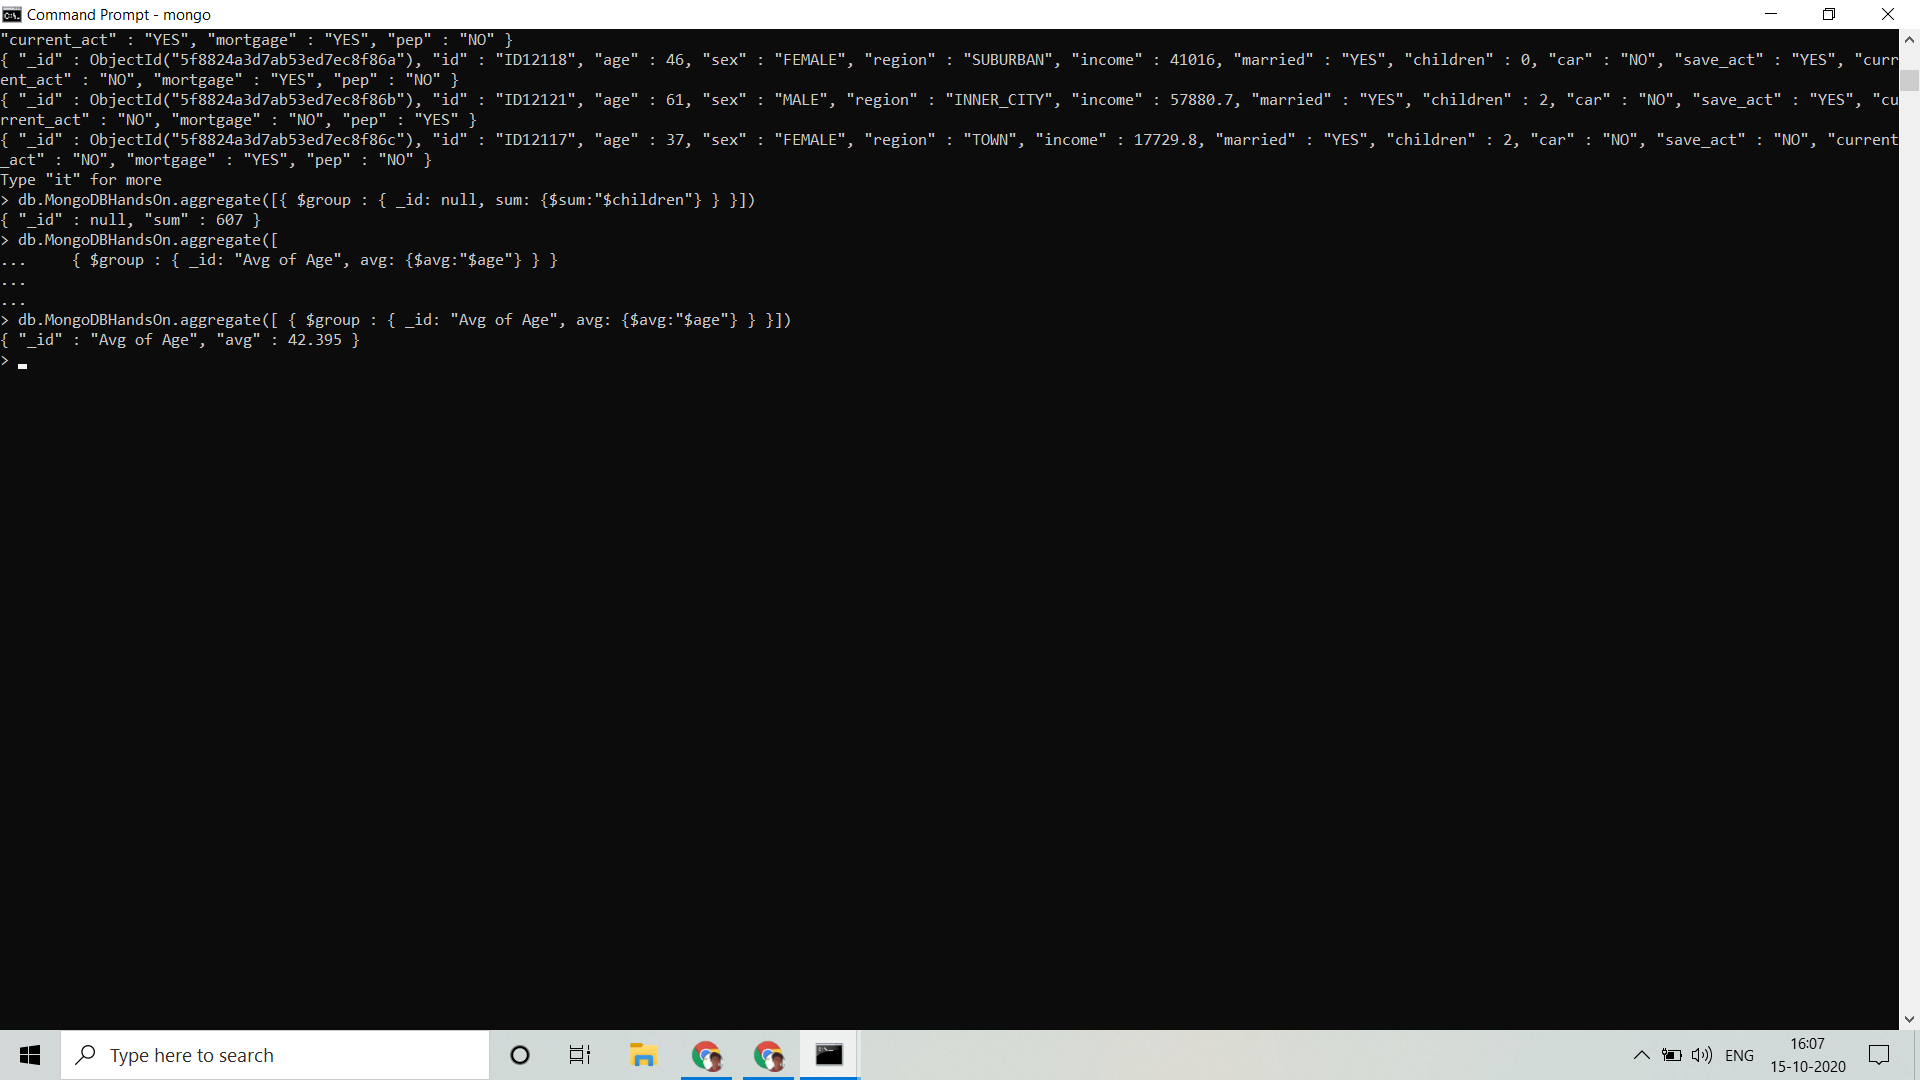 Command Prompt - mongo
"current_act" : "YES", "mortgage" : "YES", "pep" : "NO" }
{ "_id" : ObjectId("5f8824a3d7ab53ed7ec8f86a"), "id" : "ID12118", "age" : 46, "sex" : "FEMALE", "region" : "SUBURBAN", "income" : 41016, "married" : "YES", "children" : 0, "car" : "NO", "save_act" : "YES", "curr
ent_act" : "NO", "mortgage" : "YES", "pep" : "NO" }
{ "_id" : ObjectId("5f8824a3d7ab53ed7ec8f86b"), "id" : "ID12121", "age" : 61, "sex" : "MALE", "region" : "INNER_CITY", "income" : 57880.7, "married" : "YES", "children" : 2, "car" : "NO", "save_act" : "YES", "cu
rrent_act" : "NO", "mortgage" : "NO", "pep" : "YES" }
{ "_id" : ObjectId("5f8824a3d7ab53ed7ec8f86c"), "id" : "ID12117", "age" : 37, "sex" : "FEMALE", "region" : "TOWN", "income" : 17729.8, "married" : "YES", "children" : 2, "car" : "NO", "save_act" : "NO", "current
_act" : "NO", "mortgage" : "YES", "pep" : "NO" }
Type "it" for more
> db.MongoDBHandsOn.aggregate([{ $group : { _id: null, sum: {$sum:"$children"} } }])
{ "_id" : null, "sum" : 607 }
> db.MongoDBHandsOn.aggregate([
...     { $group : { _id: "Avg of Age", avg: {$avg:"$age"} } }
...
...
> db.MongoDBHandsOn.aggregate([ { $group : { _id: "Avg of Age", avg: {$avg:"$age"} } }])
{ "_id" : "Avg of Age", "avg" : 42.395 }
>
Type here to search
ENG
16:07
15-10-2020